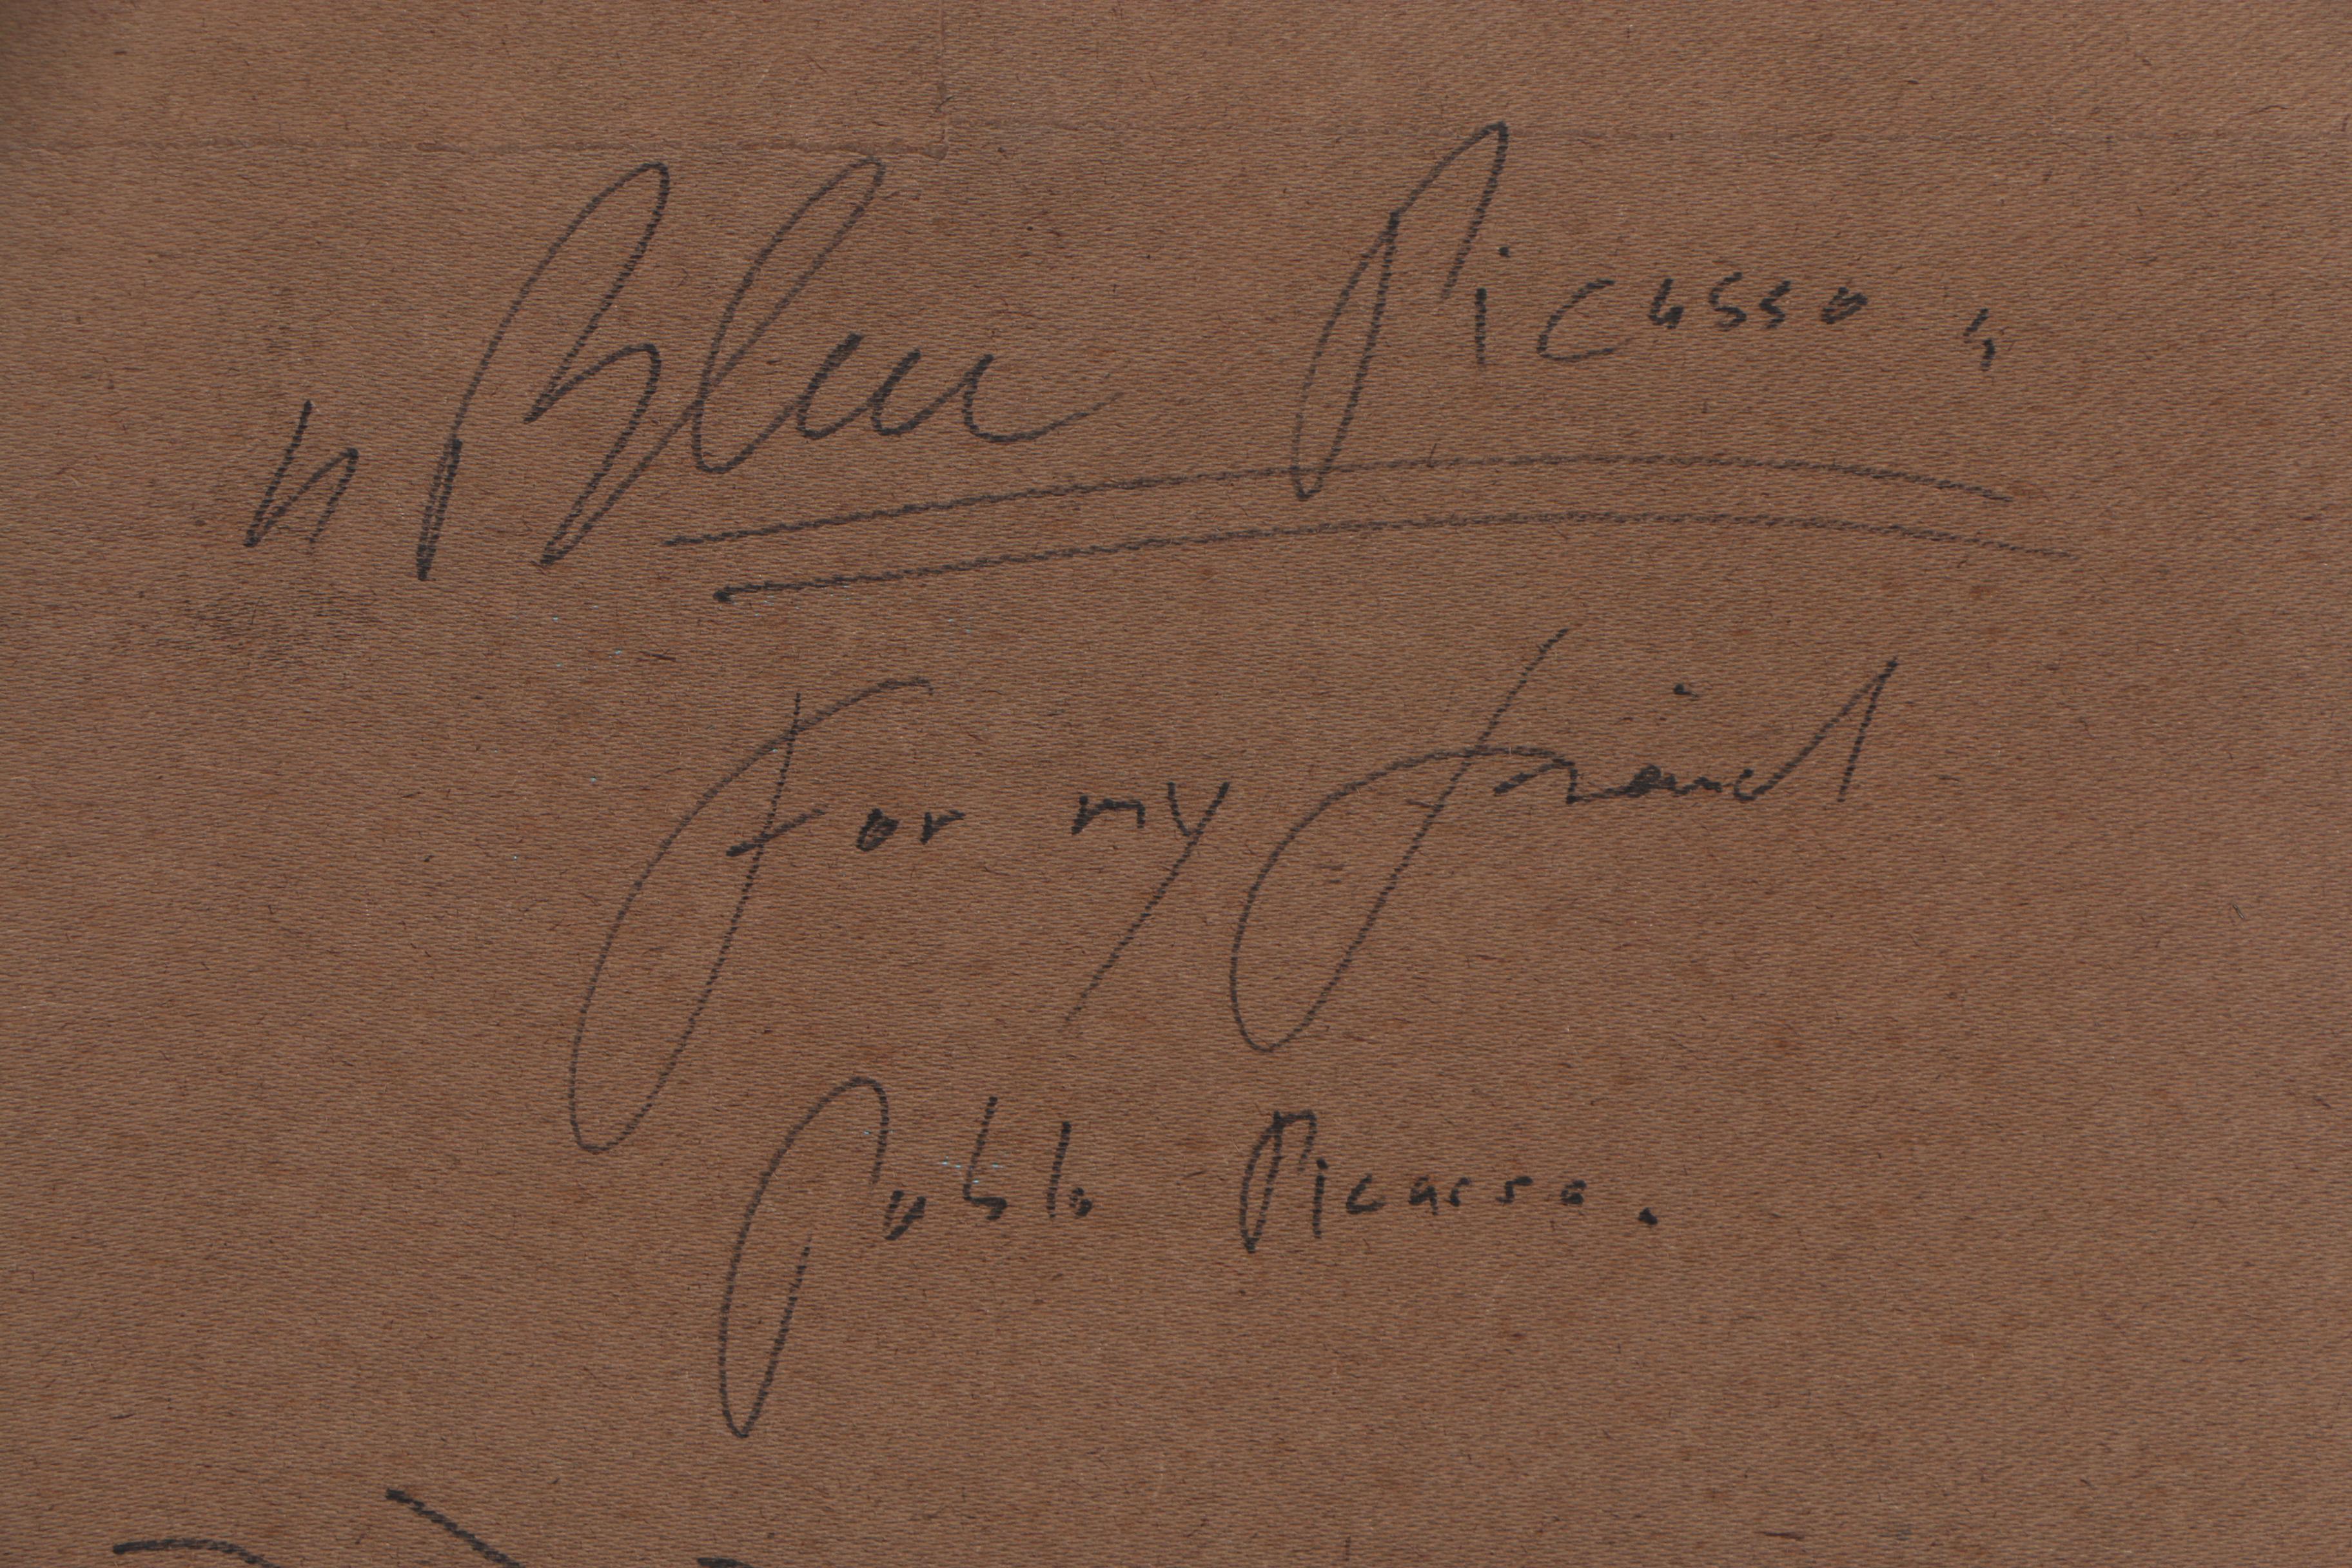 "Blue Picasso"
For my friend
Pablo Picasso.